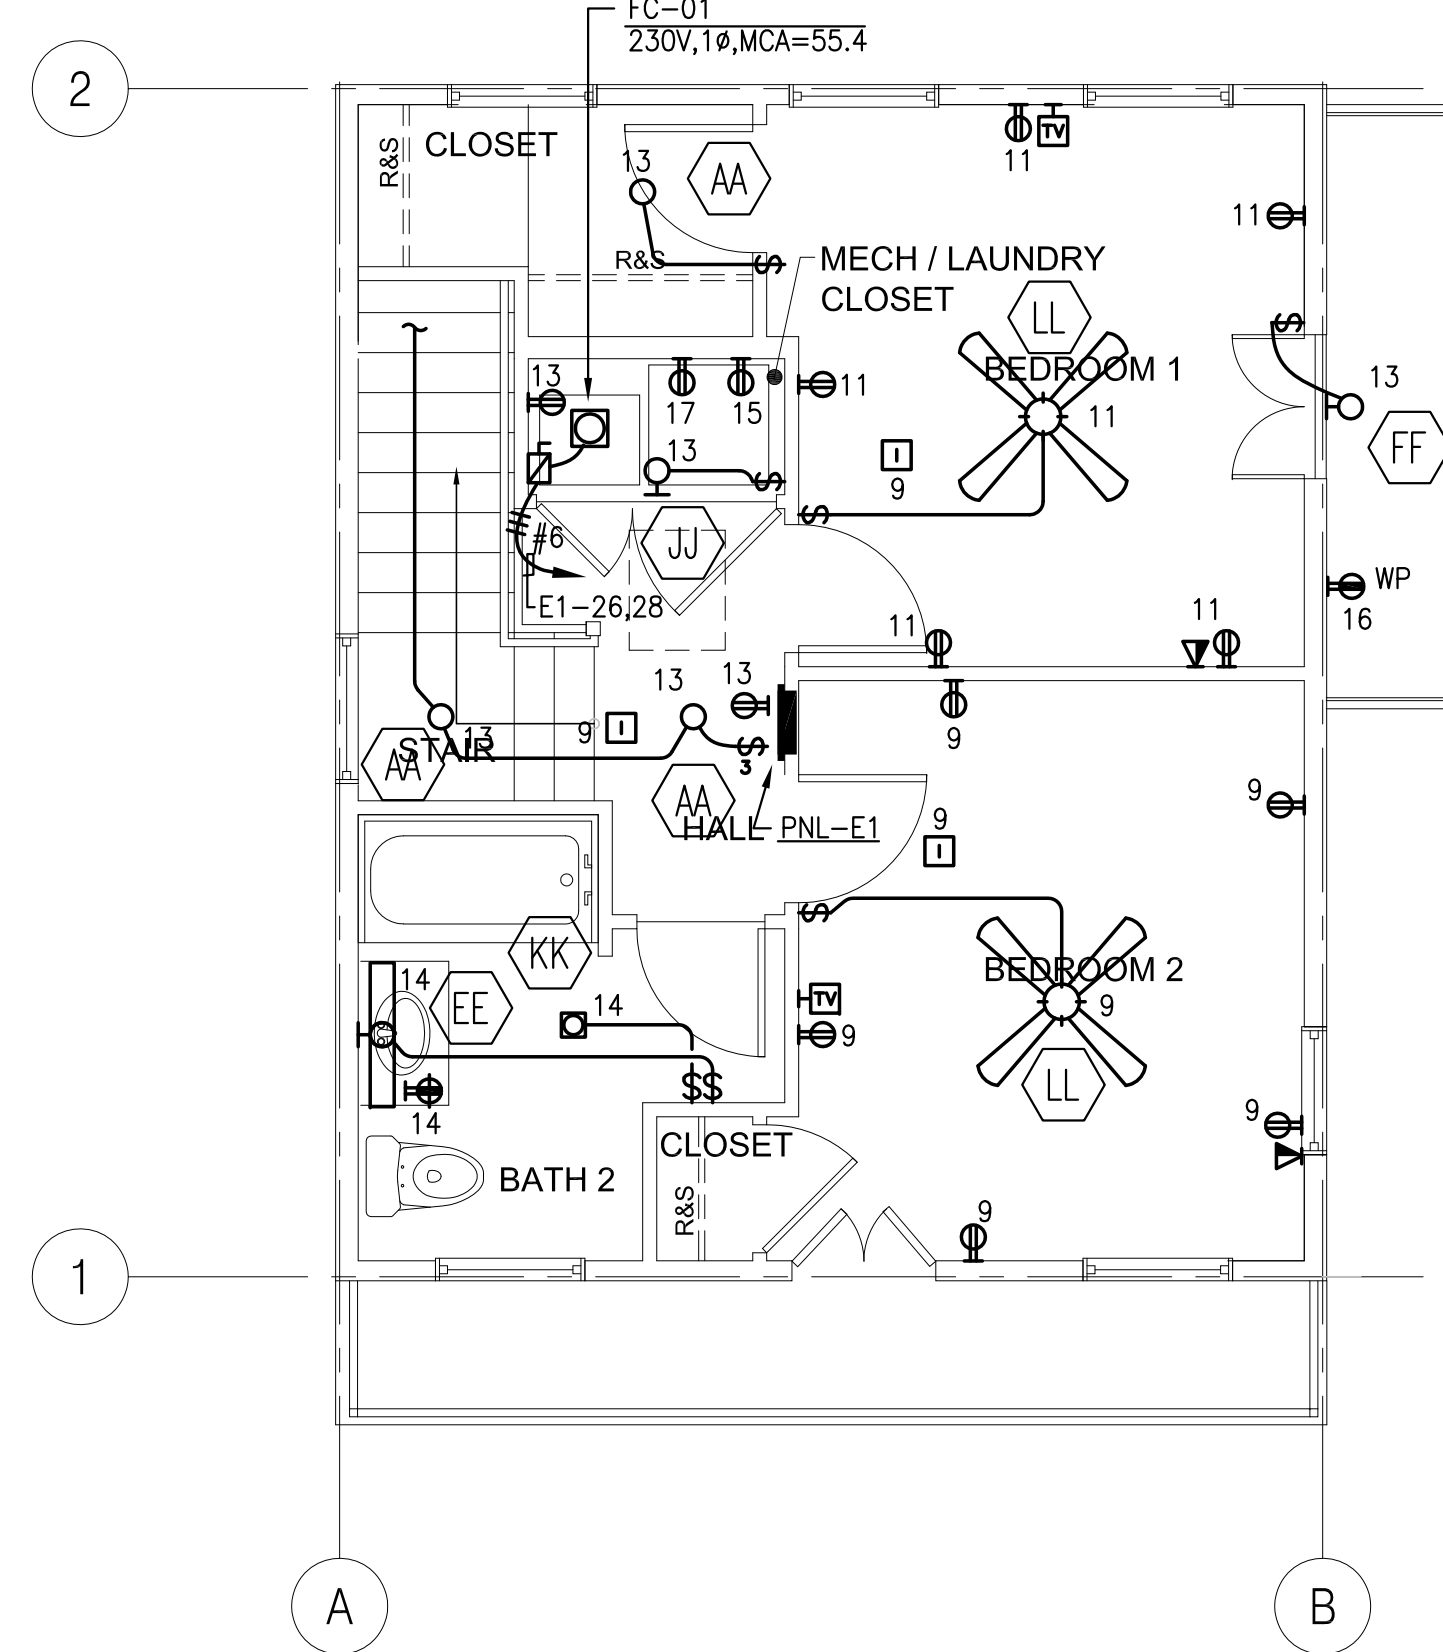 FC-01
230V,1ø,MCA=55.4
2
CLOSET
R&S
13
AA
11
TV
11
R&S
$
MECH / LAUNDRY
CLOSET
LL
$
BEDROOM 1
13
11
13
11
17
15
FF
13
$
I
9
$
#6
JJ
E1-26,28
WP
16
11
11
13
13
9
9
I
13
$
3
STAIR
AA
AA
9
HALL
PNL-E1
9
I
$
KK
BEDROOM 2
14
EE
14
TV
9
9
LL
$$
14
9
CLOSET
BATH 2
R&S
9
1
A
B